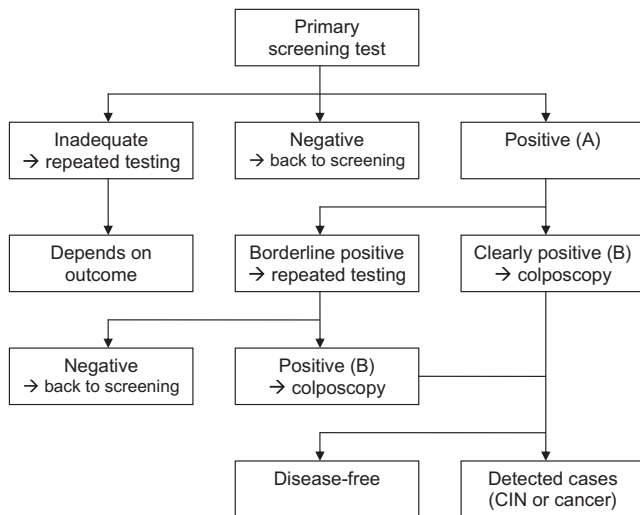 Primary
screening test
Inadequate
→ repeated testing
Negative
→ back to screening
Positive (A)
Depends on
outcome
Borderline positive
→ repeated testing
Clearly positive (B)
→ colposcopy
Negative
→ back to screening
Positive (B)
→ colposcopy
Disease-free
Detected cases
(CIN or cancer)